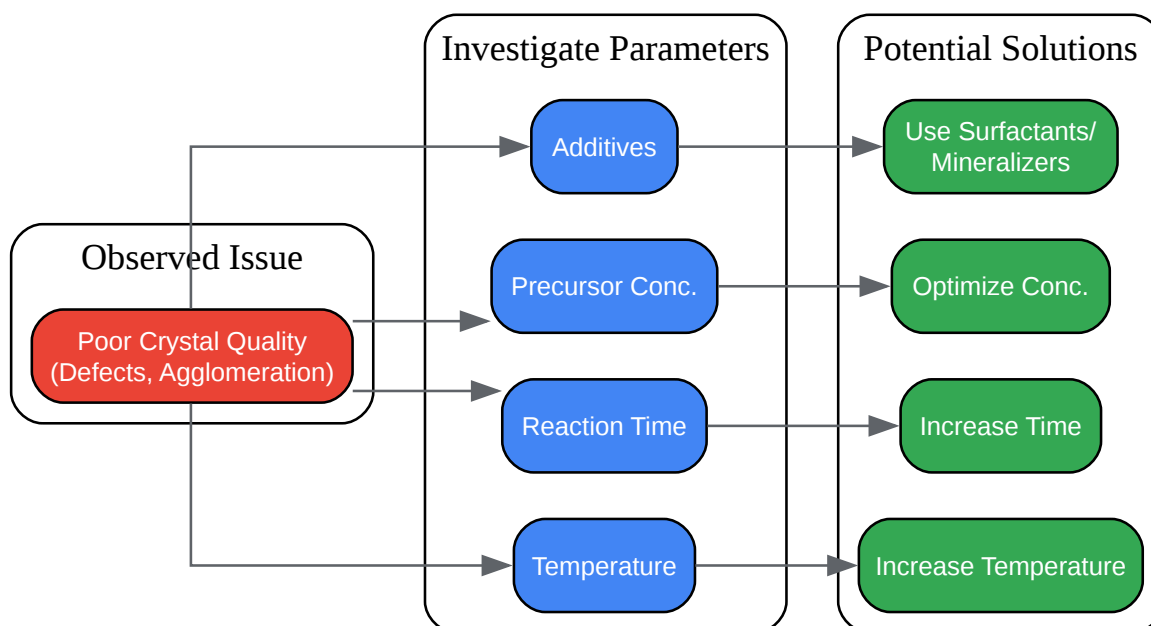 Observed Issue
Poor Crystal Quality
(Defects, Agglomeration)
Investigate Parameters
Additives
Precursor Conc.
Reaction Time
Temperature
Potential Solutions
Use Surfactants/
Mineralizers
Optimize Conc.
Increase Time
Increase Temperature